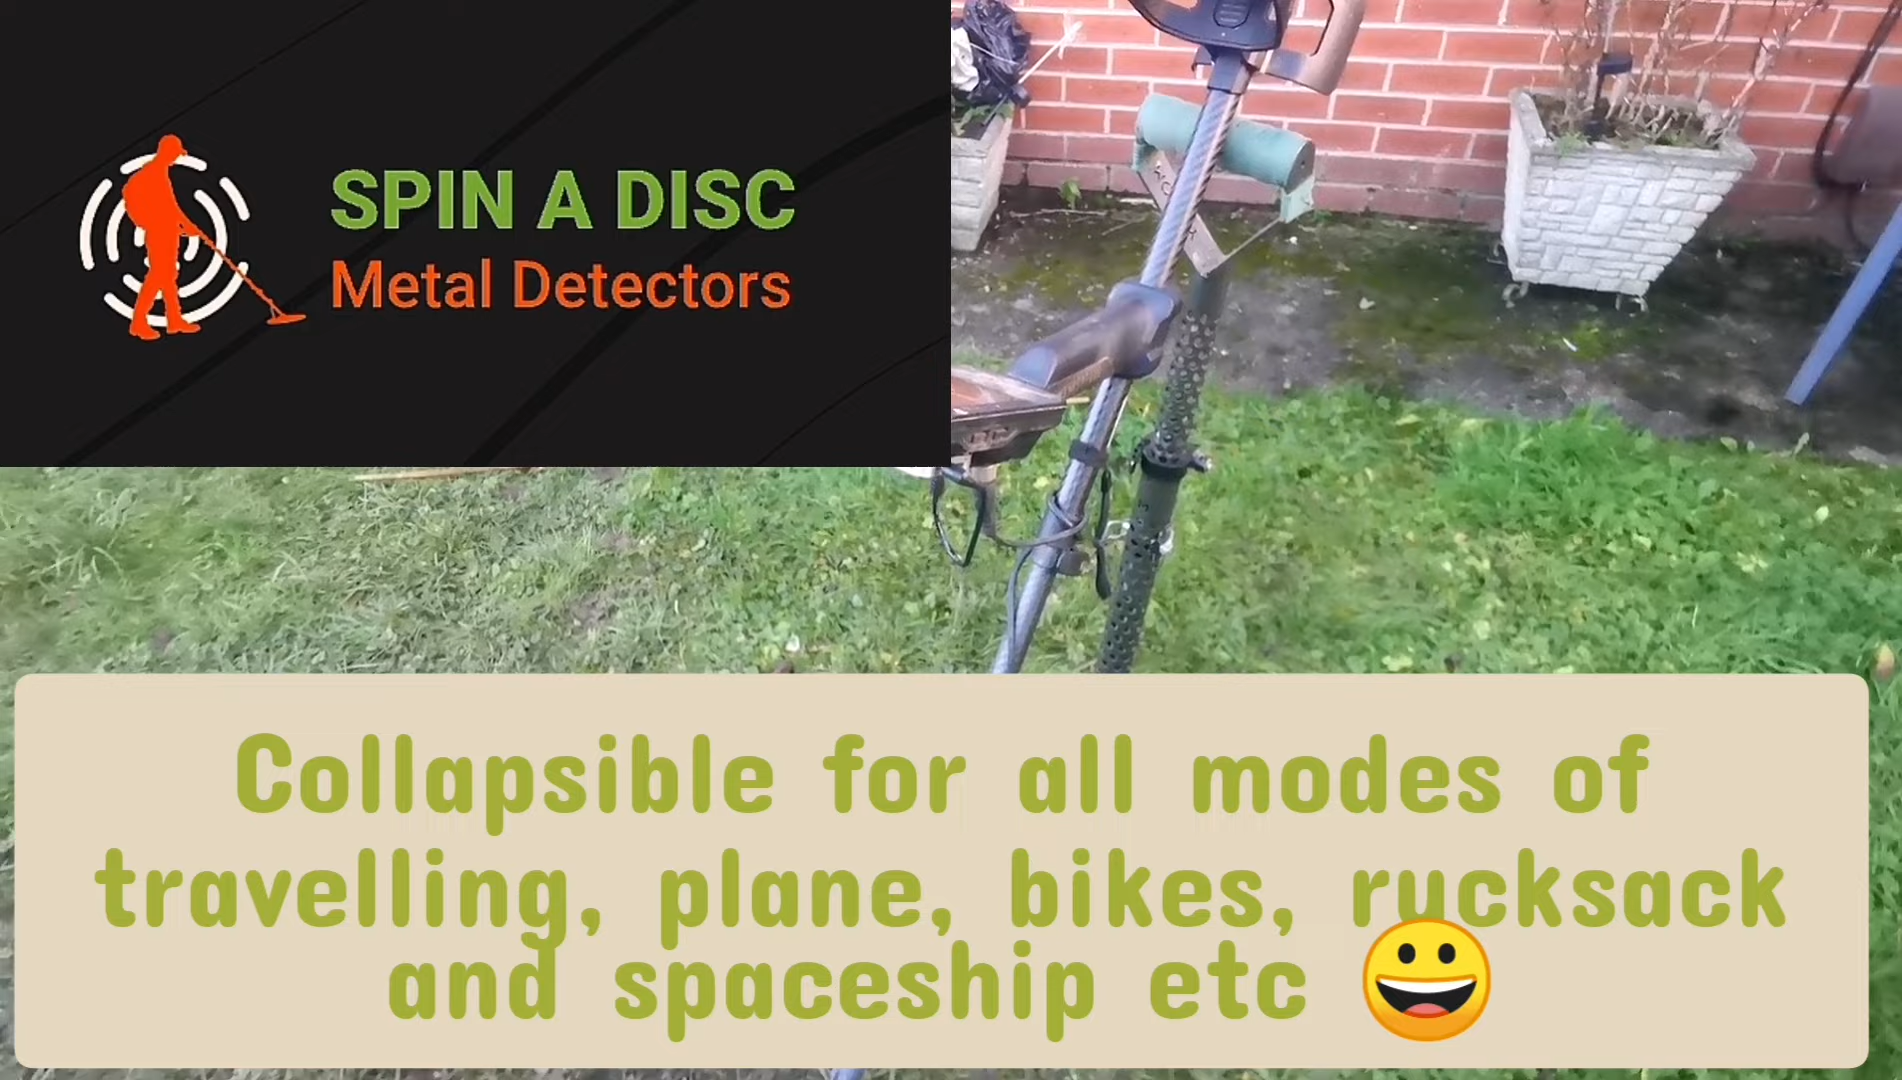 SPIN A DISC
Metal Detectors
Collapsible for all modes of
travelling, plane, bikes, rucksack
and spaceship etc 😀